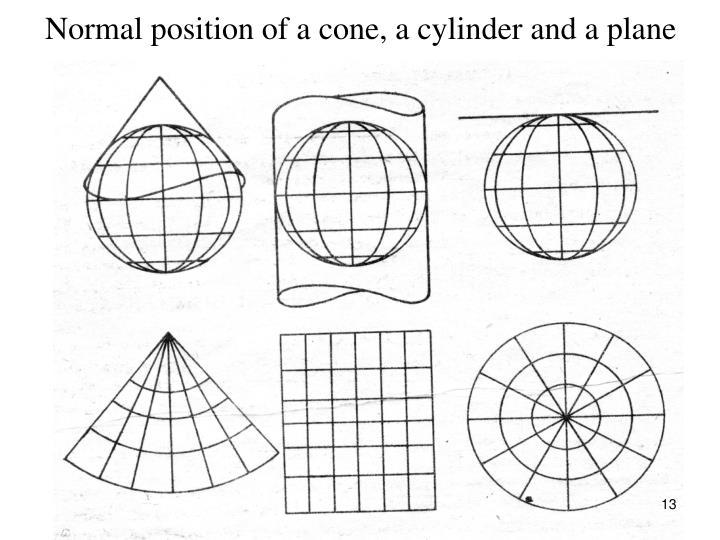 Normal position of a cone, a cylinder and a plane
13